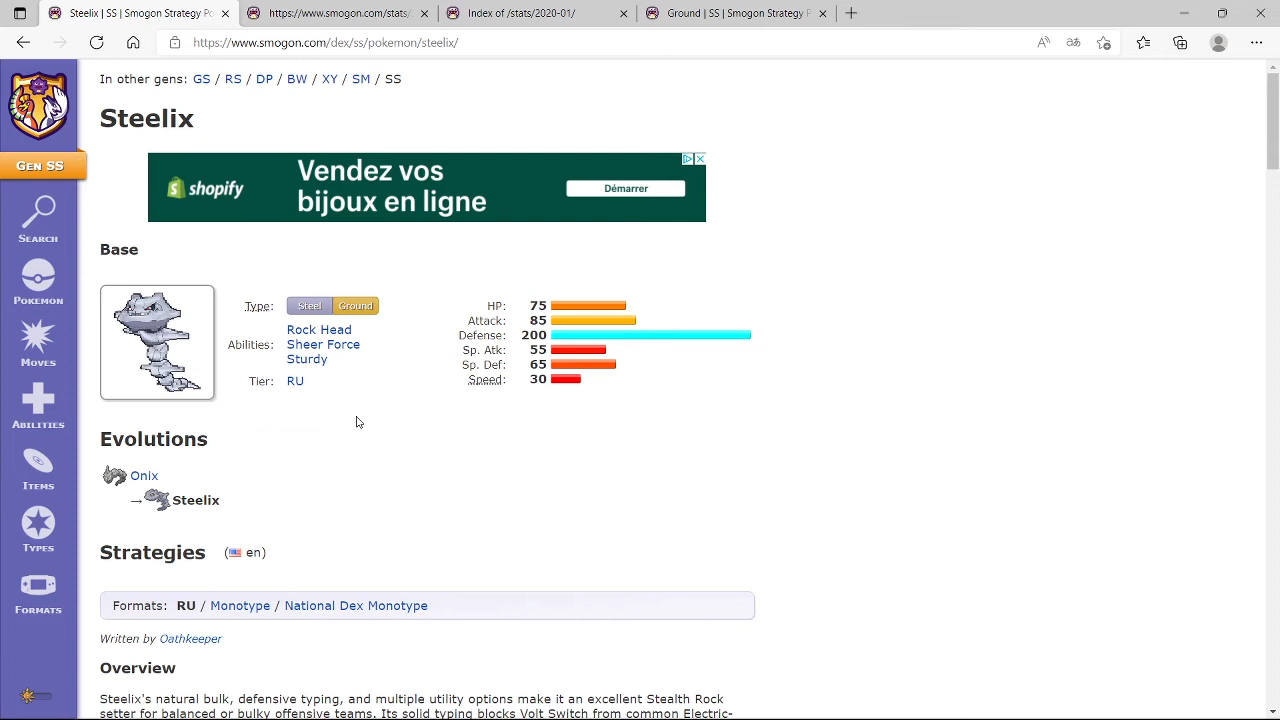 Steelix | SS | Smogon Strategy Po
https://www.smogon.com/stats/
Index of /stats/2020-01/
Ground | SS | Smogon Strategy P
https://www.smogon.com/dex/ss/pokemon/steelix/
In other gens: GS / RS / DP / BW / XY / SM / SS
Steelix
GEN SS
shopify
Vendez vos
bijoux en ligne
Démarrer
SEARCH
POKEMON
MOVES
ABILITIES
ITEMS
TYPES
FORMATS
Base
Type: Steel Ground
Abilities: Rock Head
Sheer Force
Sturdy
Tier: RU
HP: 75
Attack: 85
Defense: 200
Sp. Atk: 55
Sp. Def: 65
Speed: 30
Evolutions
Onix
→ Steelix
Strategies (en)
Formats: RU / Monotype / National Dex Monotype
Written by Oathkeeper
Overview
Steelix's natural bulk, defensive typing, and multiple utility options make it an excellent Stealth Rock
setter for balanced or bulky offensive teams. Its solid typing blocks Volt Switch from common Electric-